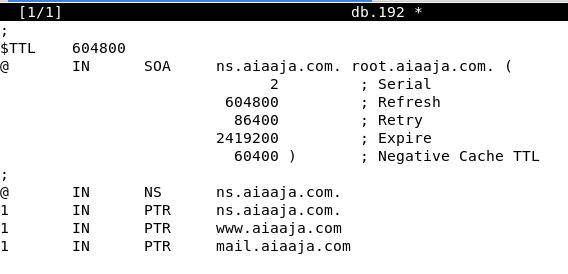 [1/1] db.192 *
;
$TTL 604800
@ IN SOA ns.aiaaja.com. root.aiaaja.com. (
2 ; Serial
604800 ; Refresh
86400 ; Retry
2419200 ; Expire
60400 ) ; Negative Cache TTL
;
@ IN NS ns.aiaaja.com.
1 IN PTR ns.aiaaja.com.
1 IN PTR www.aiaaja.com
1 IN PTR mail.aiaaja.com